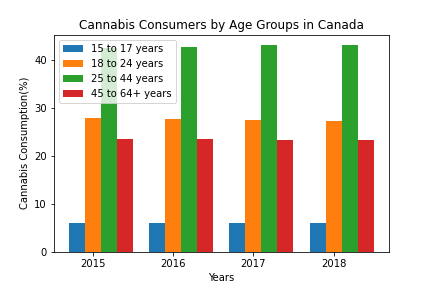 Cannabis Consumers by Age Groups in Canada
15 to 17 years
18 to 24 years
25 to 44 years
45 to 64+ years
Cannabis Consumption(%)
40
30
20
10
0
2015 2016 2017 2018
Years